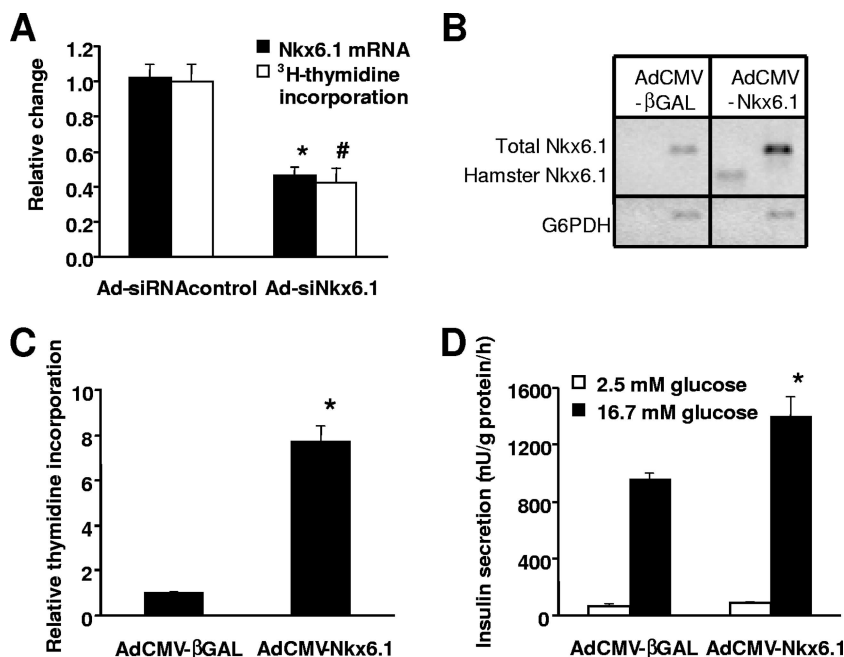 A
Relative change
1.2
1.0
0.8
0.6
0.4
0.2
0.0
Nkx6.1 mRNA
³H-thymidine
incorporation
*
#
Ad-siRNAcontrol
Ad-siNkx6.1
B
AdCMV
-βGAL
AdCMV
-Nkx6.1
Total Nkx6.1
Hamster Nkx6.1
G6PDH
C
Relative thymidine incorporation
10
8
6
4
2
0
*
AdCMV-βGAL
AdCMV-Nkx6.1
D
Insulin secretion (mU/g protein/h)
1600
1200
800
400
0
2.5 mM glucose
16.7 mM glucose
*
AdCMV-βGAL
AdCMV-Nkx6.1